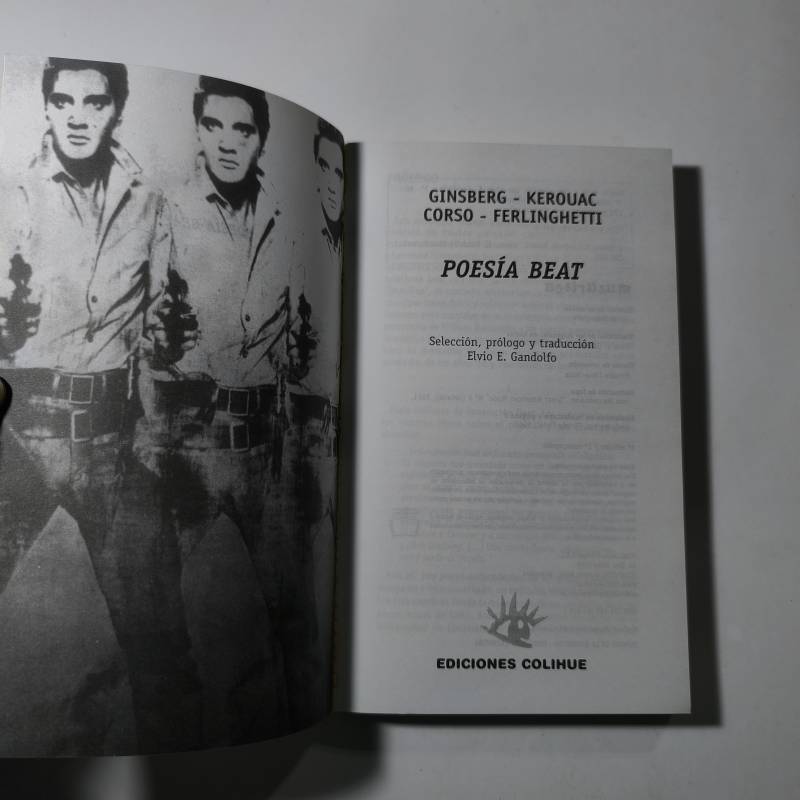 GINSBERG - KEROUAC
CORSO - FERLINGHETTI
POESÍA BEAT
Selección, prólogo y traducción
Elvio E. Gandolfo
EDICIONES COLIHUE